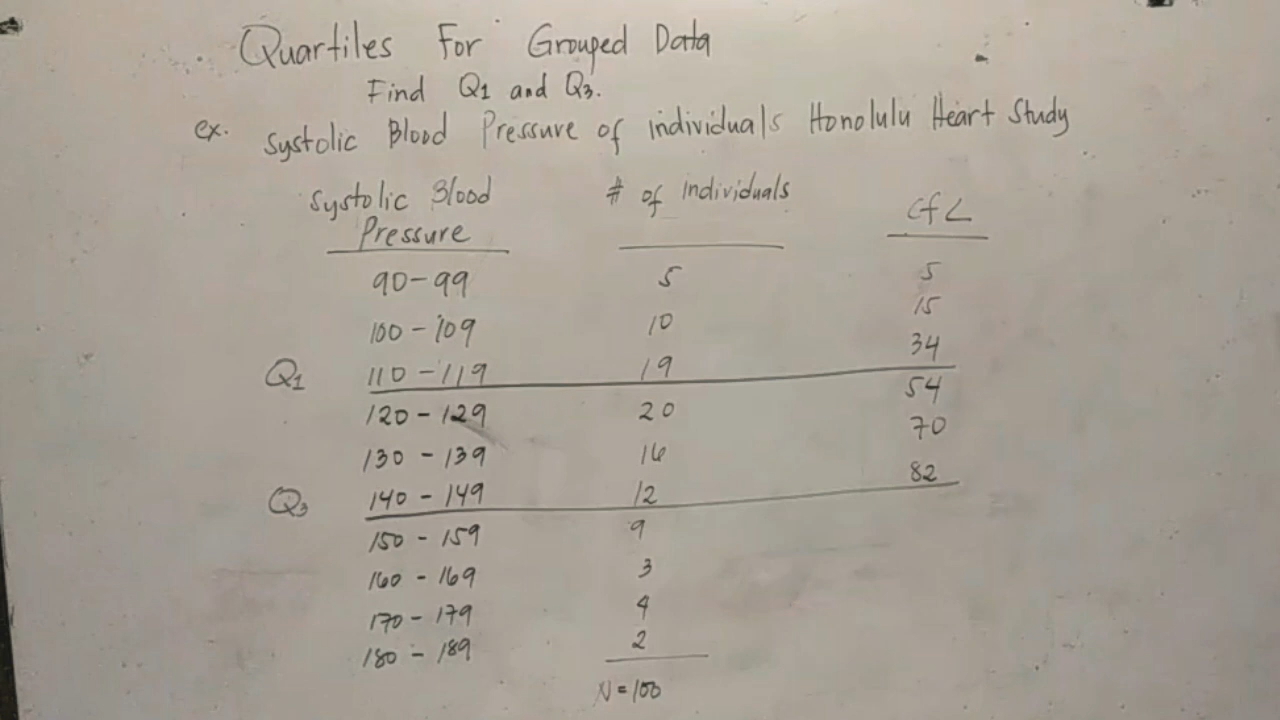 Quartiles For Grouped Data
Find Q1 and Q3.
ex. Systolic Blood Pressure of individuals Honolulu Heart Study
Systolic Blood Pressure # of individuals cf<
90-99 5 5
100-109 10 15
Q1 110-119 19 34
120-129 20 54
130-139 16 70
Q3 140-149 12 82
150-159 9
160-169 3
170-179 4
180-189 2
N=100